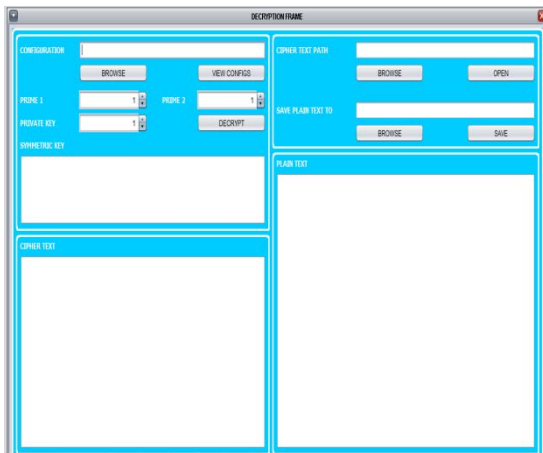 DECRYPTION FRAME
CONFIGURATION
BROWSE
VIEW CONFIGS
PRIME 1
1
PRIME 2
1
PRIVATE KEY
1
DECRYPT
SYMMETRIC KEY
CIPHER TEXT
CIPHER TEXT PATH
BROWSE
OPEN
SAVE PLAIN TEXT TO
BROWSE
SAVE
PLAIN TEXT